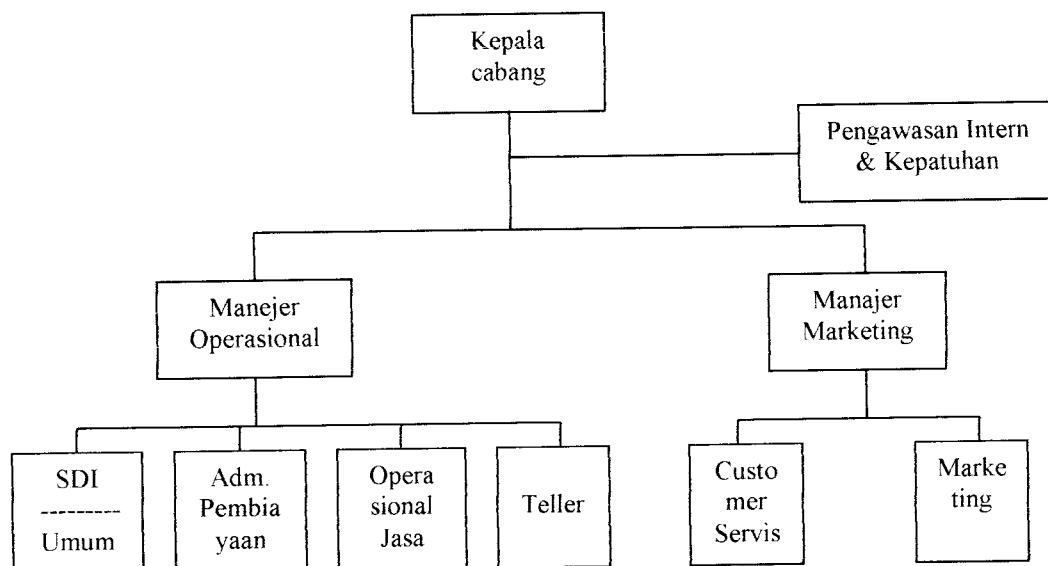 Kepala
cabang
Pengawasan Intern
& Kepatuhan
Manejer
Operasional
Manajer
Marketing
SDI
----------
Umum
Adm.
Pembia
yaan
Opera
sional
Jasa
Teller
Custo
mer
Servis
Marke
ting